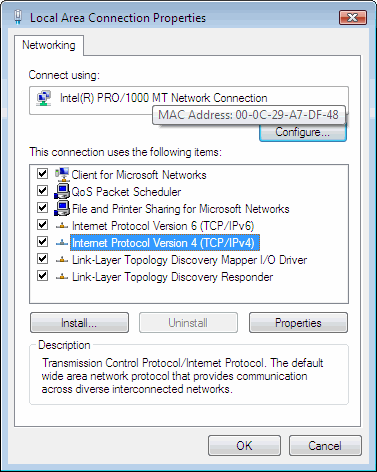 Local Area Connection Properties
Networking
Connect using:
Intel(R) PRO/1000 MT Network Connection
MAC Address: 00-0C-29-A7-DF-48
Configure...
This connection uses the following items:
Client for Microsoft Networks
QoS Packet Scheduler
File and Printer Sharing for Microsoft Networks
Internet Protocol Version 6 (TCP/IPv6)
Internet Protocol Version 4 (TCP/IPv4)
Link-Layer Topology Discovery Mapper I/O Driver
Link-Layer Topology Discovery Responder
Install... Uninstall Properties
Description
Transmission Control Protocol/Internet Protocol. The default
wide area network protocol that provides communication
across diverse interconnected networks.
OK Cancel